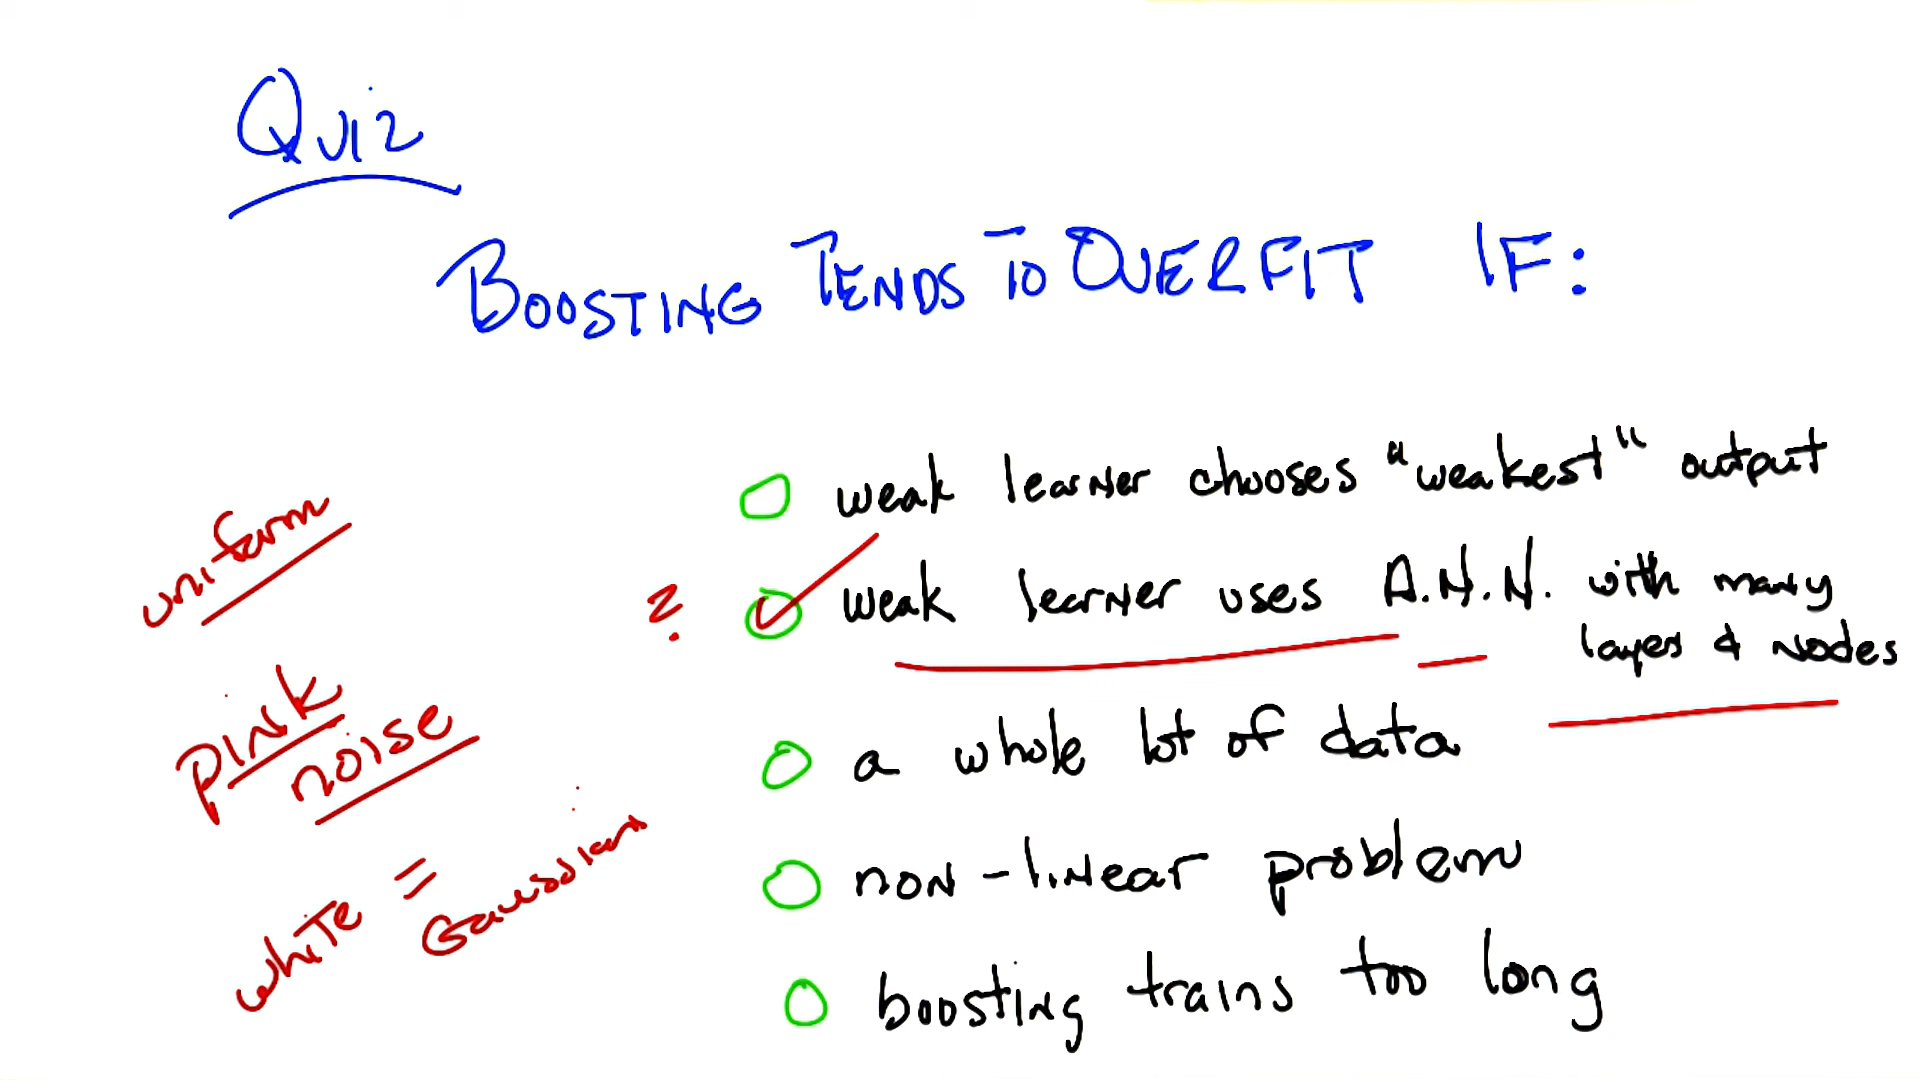 Quiz
BOOSTING TENDS TO OVERFIT IF:
weak learner chooses "weakest" output
? weak learner uses A.N.N. with many
layers & nodes
a whole lot of data
non-linear problem
boosting trains too long
uniform
pink
noise
white =
Gaussian